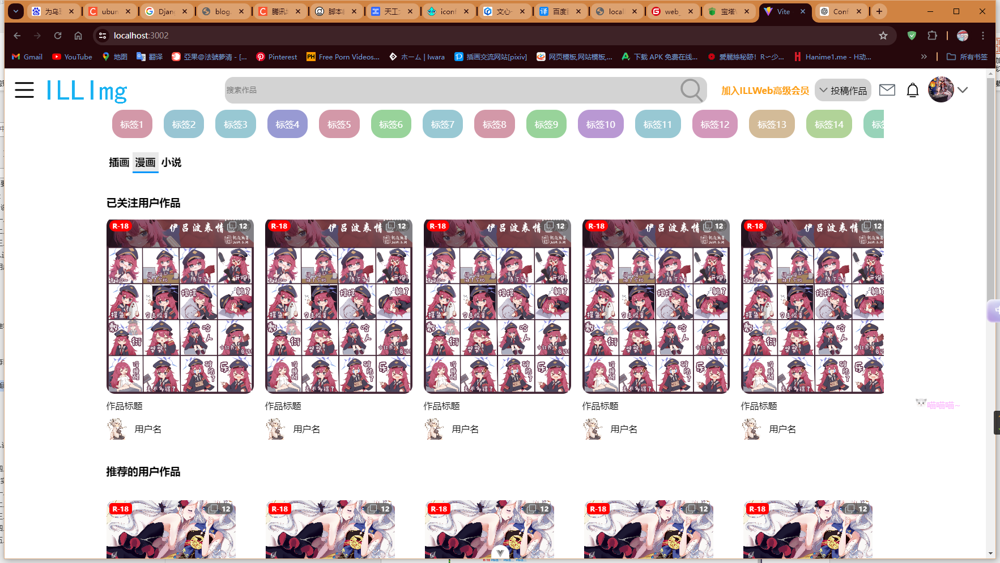 为乌
ubun
Djan
blog.
腾讯
脚本
天工
iconf
文心
百度
local
web_
宝塔
Vite
Conf
localhost:3002
Gmail
YouTube
地图
翻译
亞果@法號夢清 - [...
Pinterest
Free Porn Videos...
ホーム | Iwara
插画交流网站[pixiv]
网页模板,网站模板,...
下载 APK 免费在线...
愛麗絲秘跡！R~少...
Hanime1.me - H动...
所有书签
ILLImg
搜索作品
加入ILLWeb高级会员
投稿作品
标签1 标签2 标签3 标签4 标签5 标签6 标签7 标签8 标签9 标签10 标签11 标签12 标签13 标签14 标签
插画 漫画 小说
已关注用户作品
R-18 12 R-18 12 R-18 12 R-18 12 R-18 12
伊吕波表情 伊吕波表情 伊吕波表情 伊吕波表情 伊吕波表情
作品标题 作品标题 作品标题 作品标题 作品标题
喵喵喵~
用户名 用户名 用户名 用户名 用户名
推荐的用户作品
R-18 12 R-18 12 R-18 12 R-18 12 R-18 12